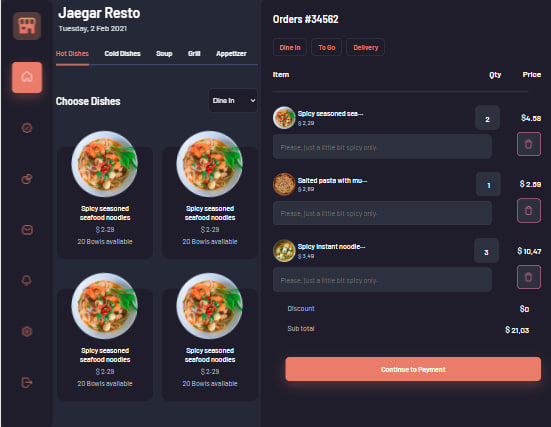 Jaegar Resto
Tuesday, 2 Feb 2021
Hot Dishes Cold Dishes Soup Grill Appetizer
Choose Dishes
Dine In
Spicy seasoned
seafood noodles
$ 2.29
20 Bowls available
Spicy seasoned
seafood noodles
$ 2.29
20 Bowls available
Spicy seasoned
seafood noodles
$ 2.29
20 Bowls available
Spicy seasoned
seafood noodles
$ 2.29
20 Bowls available
Orders #34562
Dine In To Go Delivery
Item Qty Price
Spicy seasoned sea...
$ 2,29
2 $4.58
Please, just a little bit spicy only.
Salted pasta with mu...
$ 2,69
1 $ 2.69
Please, just a little bit spicy only.
Spicy instant noodle...
$ 3,49
3 $ 10,47
Please, just a little bit spicy only.
Discount $0
Sub total $ 21,03
Continue to Payment